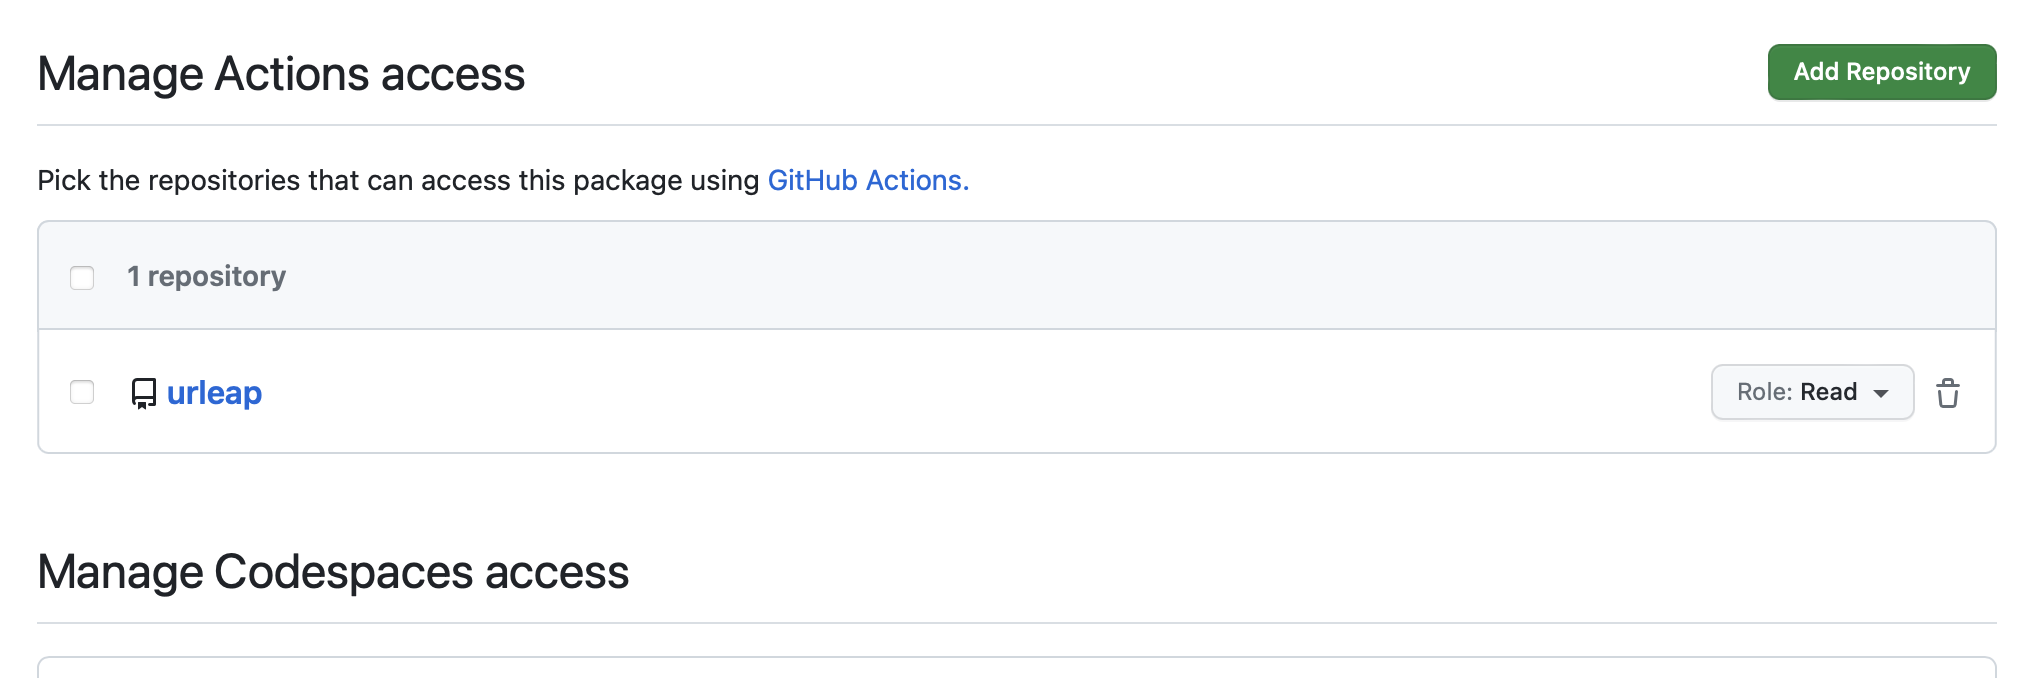 Manage Actions access
Add Repository
Pick the repositories that can access this package using GitHub Actions.
1 repository
urleap
Role: Read
Manage Codespaces access